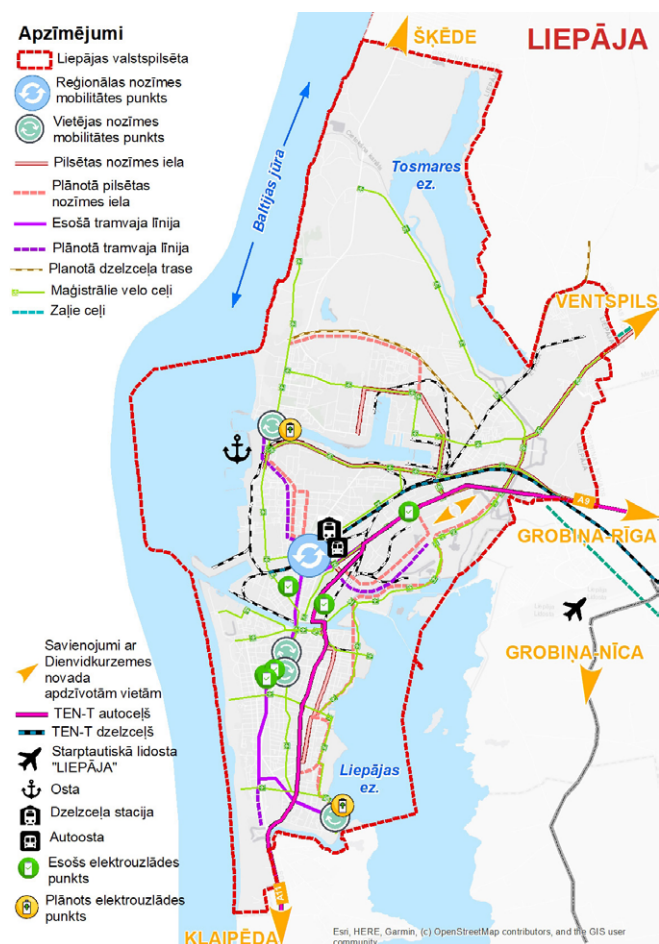 Apzīmējumi
Liepājas valstspilsēta
Reģionālas nozīmes
mobilitātes punkts
Vietējas nozīmes
mobilitātes punkts
Pilsētas nozīmes iela
Plānotā pilsētas
nozīmes iela
Esošā tramvaja līnija
Plānotā tramvaja līnija
Planotā dzelzceļa trase
Maģistrālie velo ceļi
Zaļie ceļi
Savienojumi ar
Dienvidkurzemes
novada
apdzīvotām vietām
TEN-T autoceļš
TEN-T dzelzceļš
Starptautiskā lidosta
"LIEPĀJA"
Osta
Dzelzceļa stacija
Autoosta
Esošs elektrouzlādes
punkts
Plānots elektrouzlādes
punkts
ŠĶĒDE
LIEPĀJA
Baltijas jūra
Tosmares
ez.
VENTSPILS
A9
GROBIŅA-RĪGA
GROBIŅA-NĪCA
Liepājas
ez.
KLAIPĒDA
Esri, HERE, Garmin, (c) OpenStreetMap contributors, and the GIS user
community